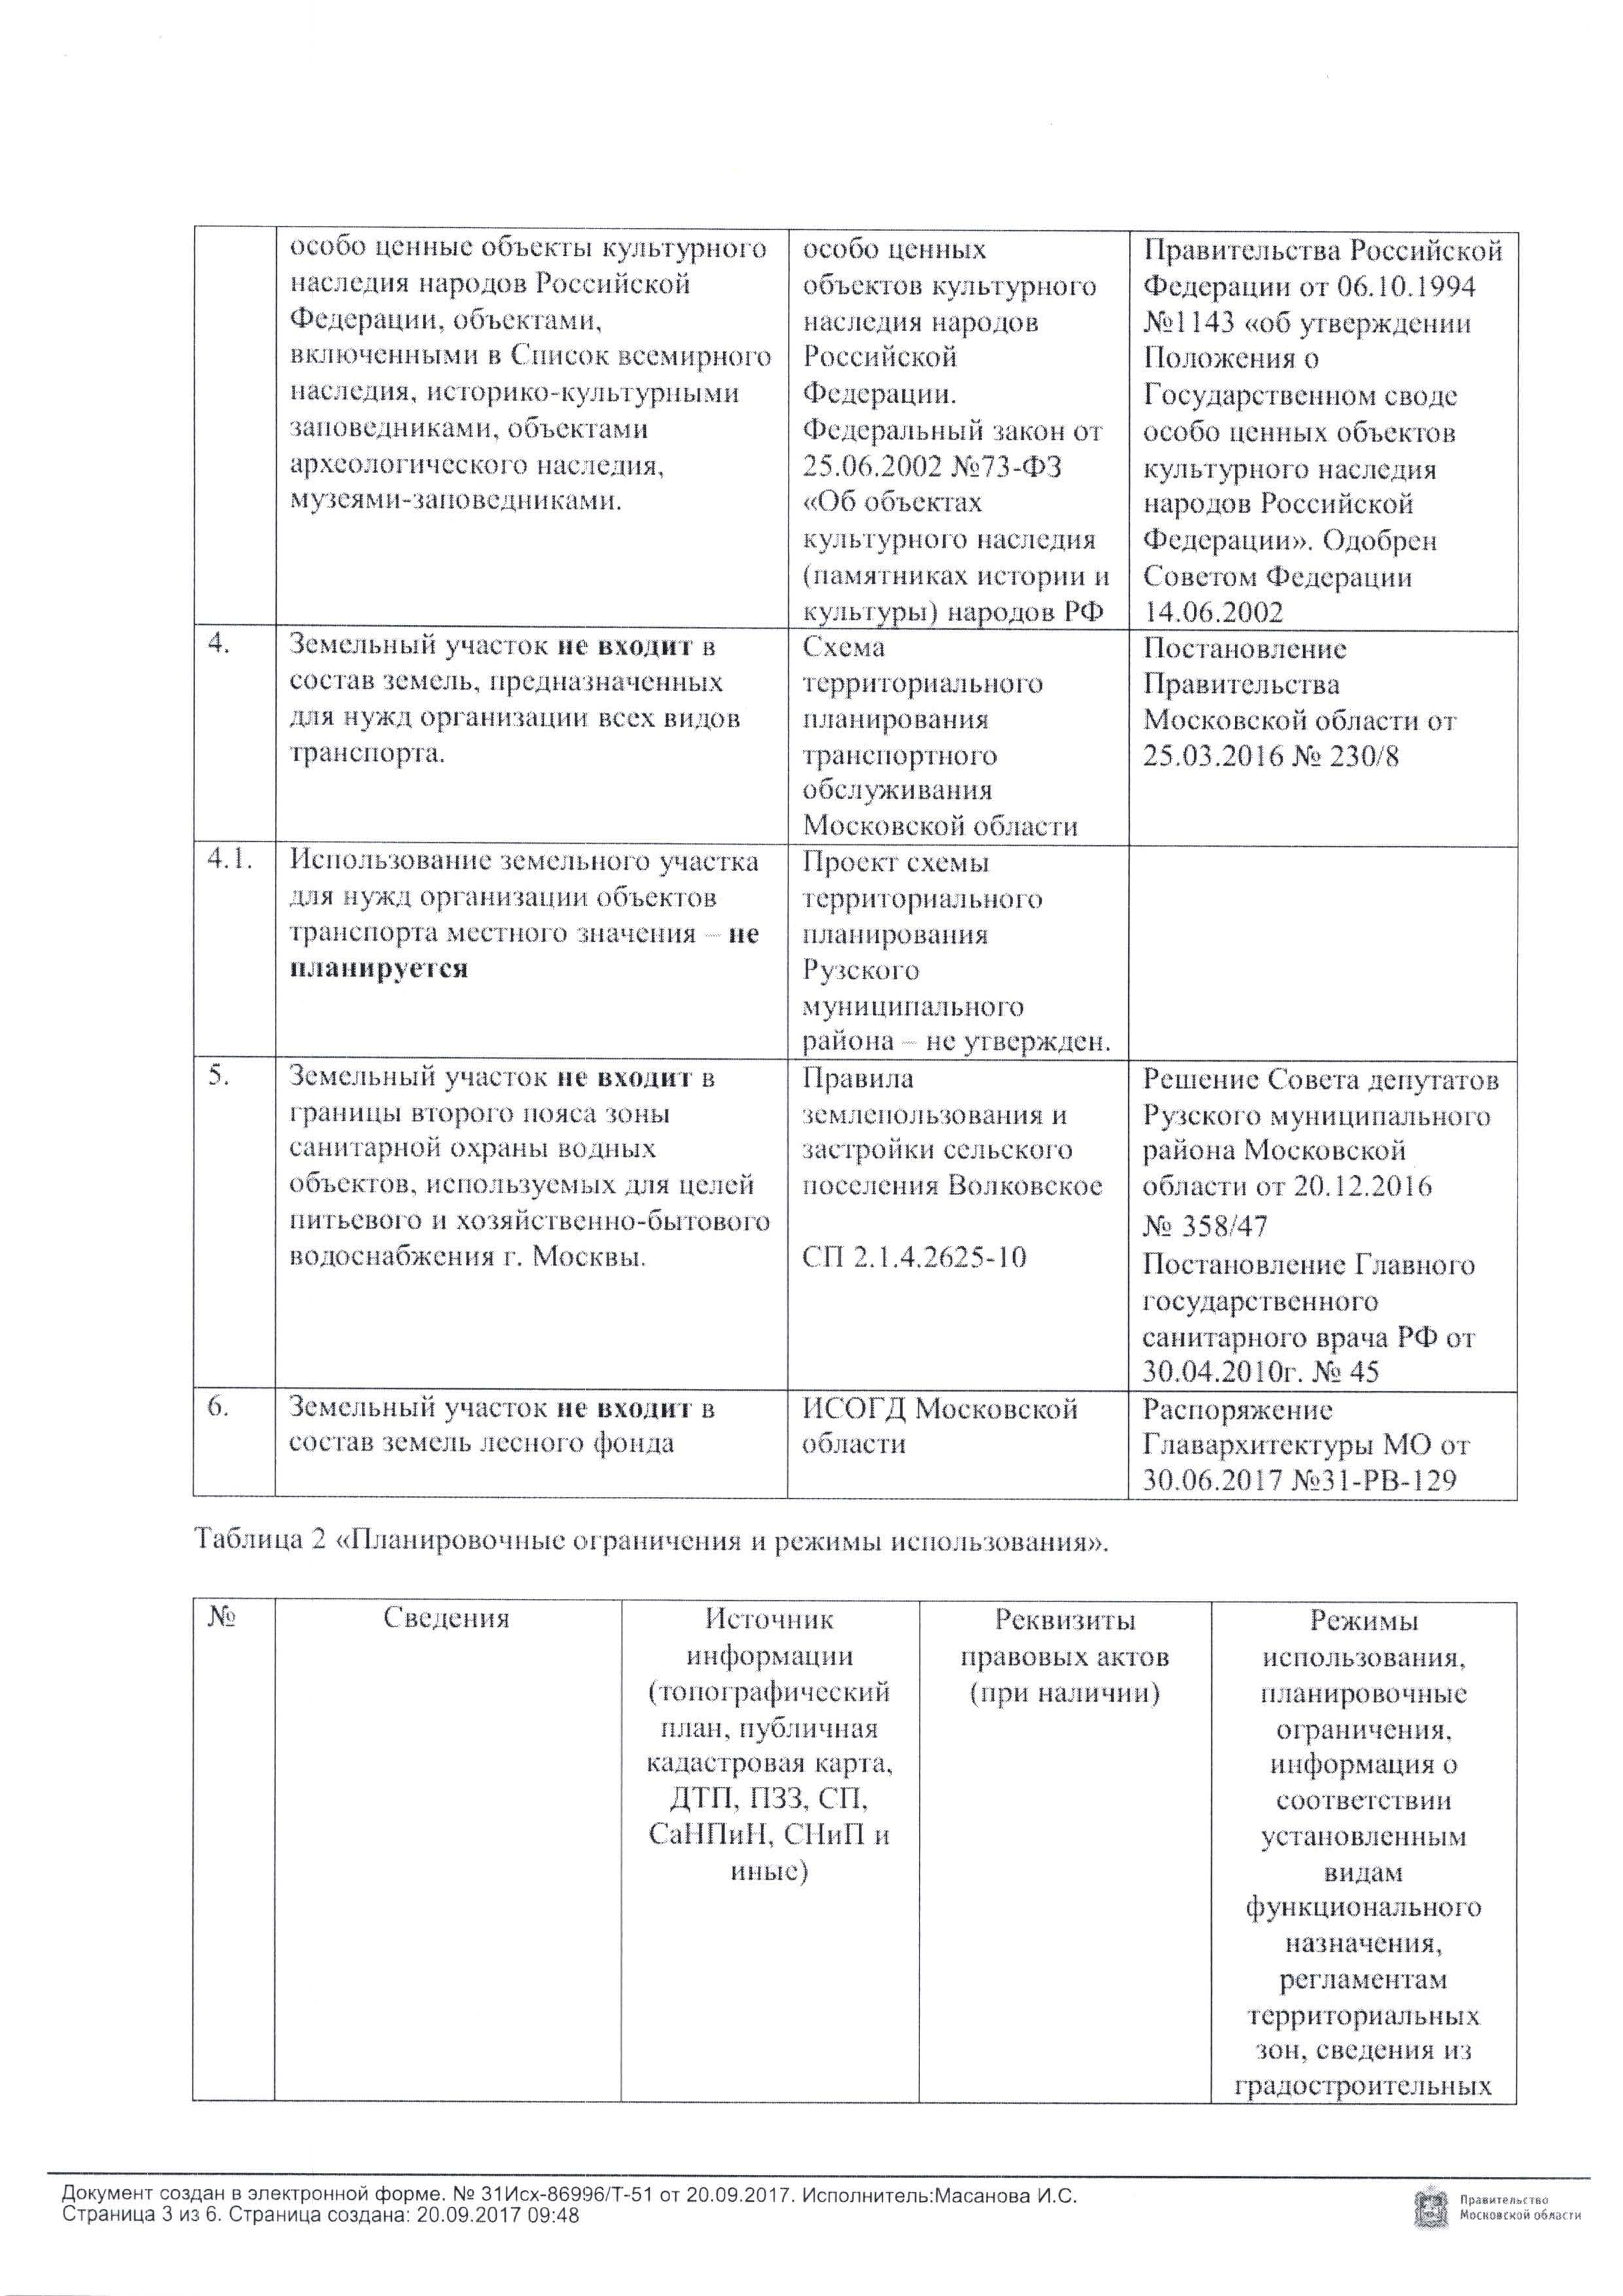 особо ценные объекты культурного
наследия народов Российской
Федерации, объектами,
включенными в Список всемирного
наследия, историко-культурными
заповедниками, объектами
археологического наследия,
музеями-заповедниками.
особо ценных
объектов культурного
наследия народов
Российской
Федерации.
Федеральный закон от
25.06.2002 №73-ФЗ
«Об объектах
культурного наследия
(памятниках истории и
культуры) народов РФ
Правительства Российской
Федерации от 06.10.1994
№1143 «об утверждении
Положения о
Государственном своде
особо ценных объектов
культурного наследия
народов Российской
Федерации». Одобрен
Советом Федерации
14.06.2002
4.
Земельный участок не входит в
состав земель, предназначенных
для нужд организации всех видов
транспорта.
Схема
территориального
планирования
транспортного
обслуживания
Московской области
Постановление
Правительства
Московской области от
25.03.2016 № 230/8
4.1.
Использование земельного участка
для нужд организации объектов
транспорта местного значения – не
планируется
Проект схемы
территориального
планирования
Рузского
муниципального
района – не утвержден.
5.
Земельный участок не входит в
границы второго пояса зоны
санитарной охраны водных
объектов, используемых для целей
питьевого и хозяйственно-бытового
водоснабжения г. Москвы.
Правила
землепользования и
застройки сельского
поселения Волковское
СП 2.1.4.2625-10
Решение Совета депутатов
Рузского муниципального
района Московской
области от 20.12.2016
№ 358/47
Постановление Главного
государственного
санитарного врача РФ от
30.04.2010г. № 45
6.
Земельный участок не входит в
состав земель лесного фонда
ИСОГД Московской
области
Распоряжение
Главархитектуры МО от
30.06.2017 №31-РВ-129
Таблица 2 «Планировочные ограничения и режимы использования».
№
Сведения
Источник
информации
(топографический
план, публичная
кадастровая карта,
ДТП, ПЗЗ, СП,
СаНПиН, СНиП и
иные)
Реквизиты
правовых актов
(при наличии)
Режимы
использования,
планировочные
ограничения,
информация о
соответствии
установленным
видам
функционального
назначения,
регламентам
территориальных
зон, сведения из
градостроительных
Документ создан в электронной форме. № 31Исх-86996/Т-51 от 20.09.2017. Исполнитель:Масанова И.С.
Страница 3 из 6. Страница создана: 20.09.2017 09:48
Правительство
Московской области